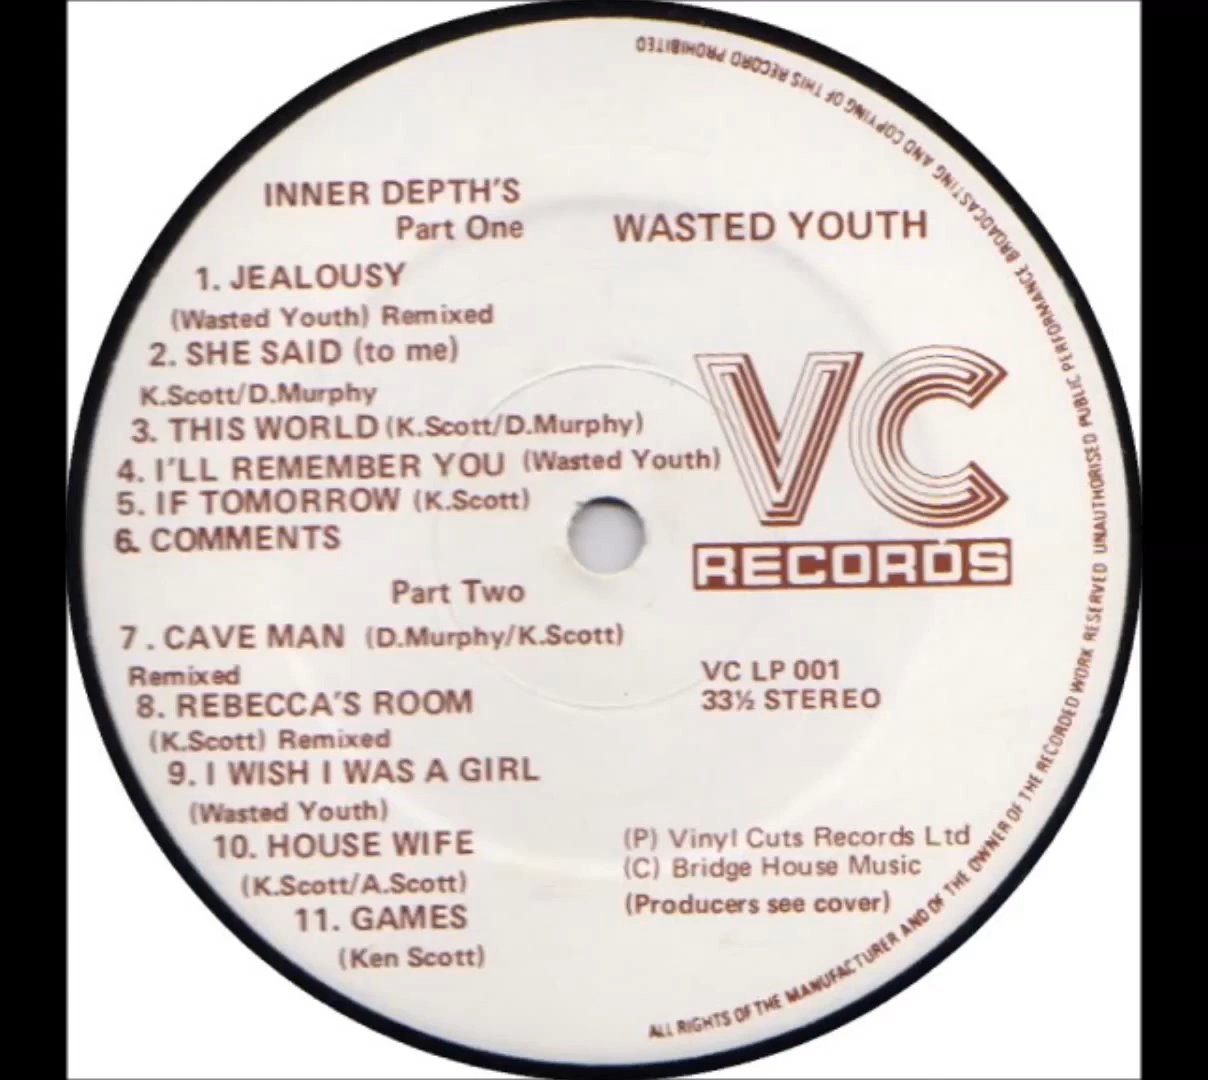 INNER DEPTH'S
Part One
WASTED YOUTH
1. JEALOUSY
(Wasted Youth) Remixed
2. SHE SAID (to me)
K.Scott/D.Murphy
3. THIS WORLD (K.Scott/D.Murphy)
4. I'LL REMEMBER YOU (Wasted Youth)
5. IF TOMORROW (K.Scott)
6. COMMENTS
Part Two
7. CAVE MAN (D.Murphy/K.Scott)
Remixed
8. REBECCA'S ROOM
(K.Scott) Remixed
9. I WISH I WAS A GIRL
(Wasted Youth)
10. HOUSE WIFE
(K.Scott/A.Scott)
11. GAMES
(Ken Scott)
VC
RECORDS
VC LP 001
33½ STEREO
(P) Vinyl Cuts Records Ltd
(C) Bridge House Music
(Producers see cover)
ALL RIGHTS OF THE MANUFACTURER AND OF THE OWNER OF THE RECORDED WORK RESERVED UNAUTHORISED PUBLIC PERFORMANCE BROADCASTING AND COPYING OF THIS RECORD PROHIBITED